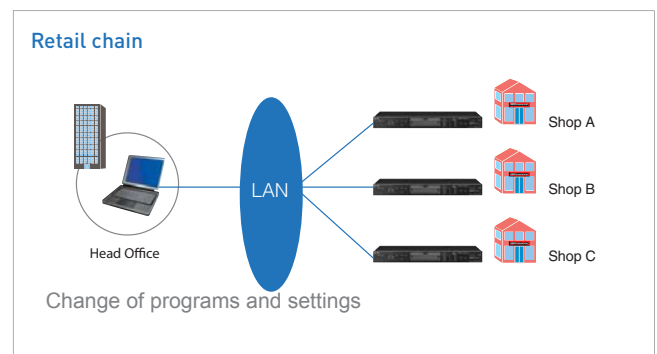 Retail chain
Shop A
LAN
Shop B
Head Office
Shop C
Change of programs and settings